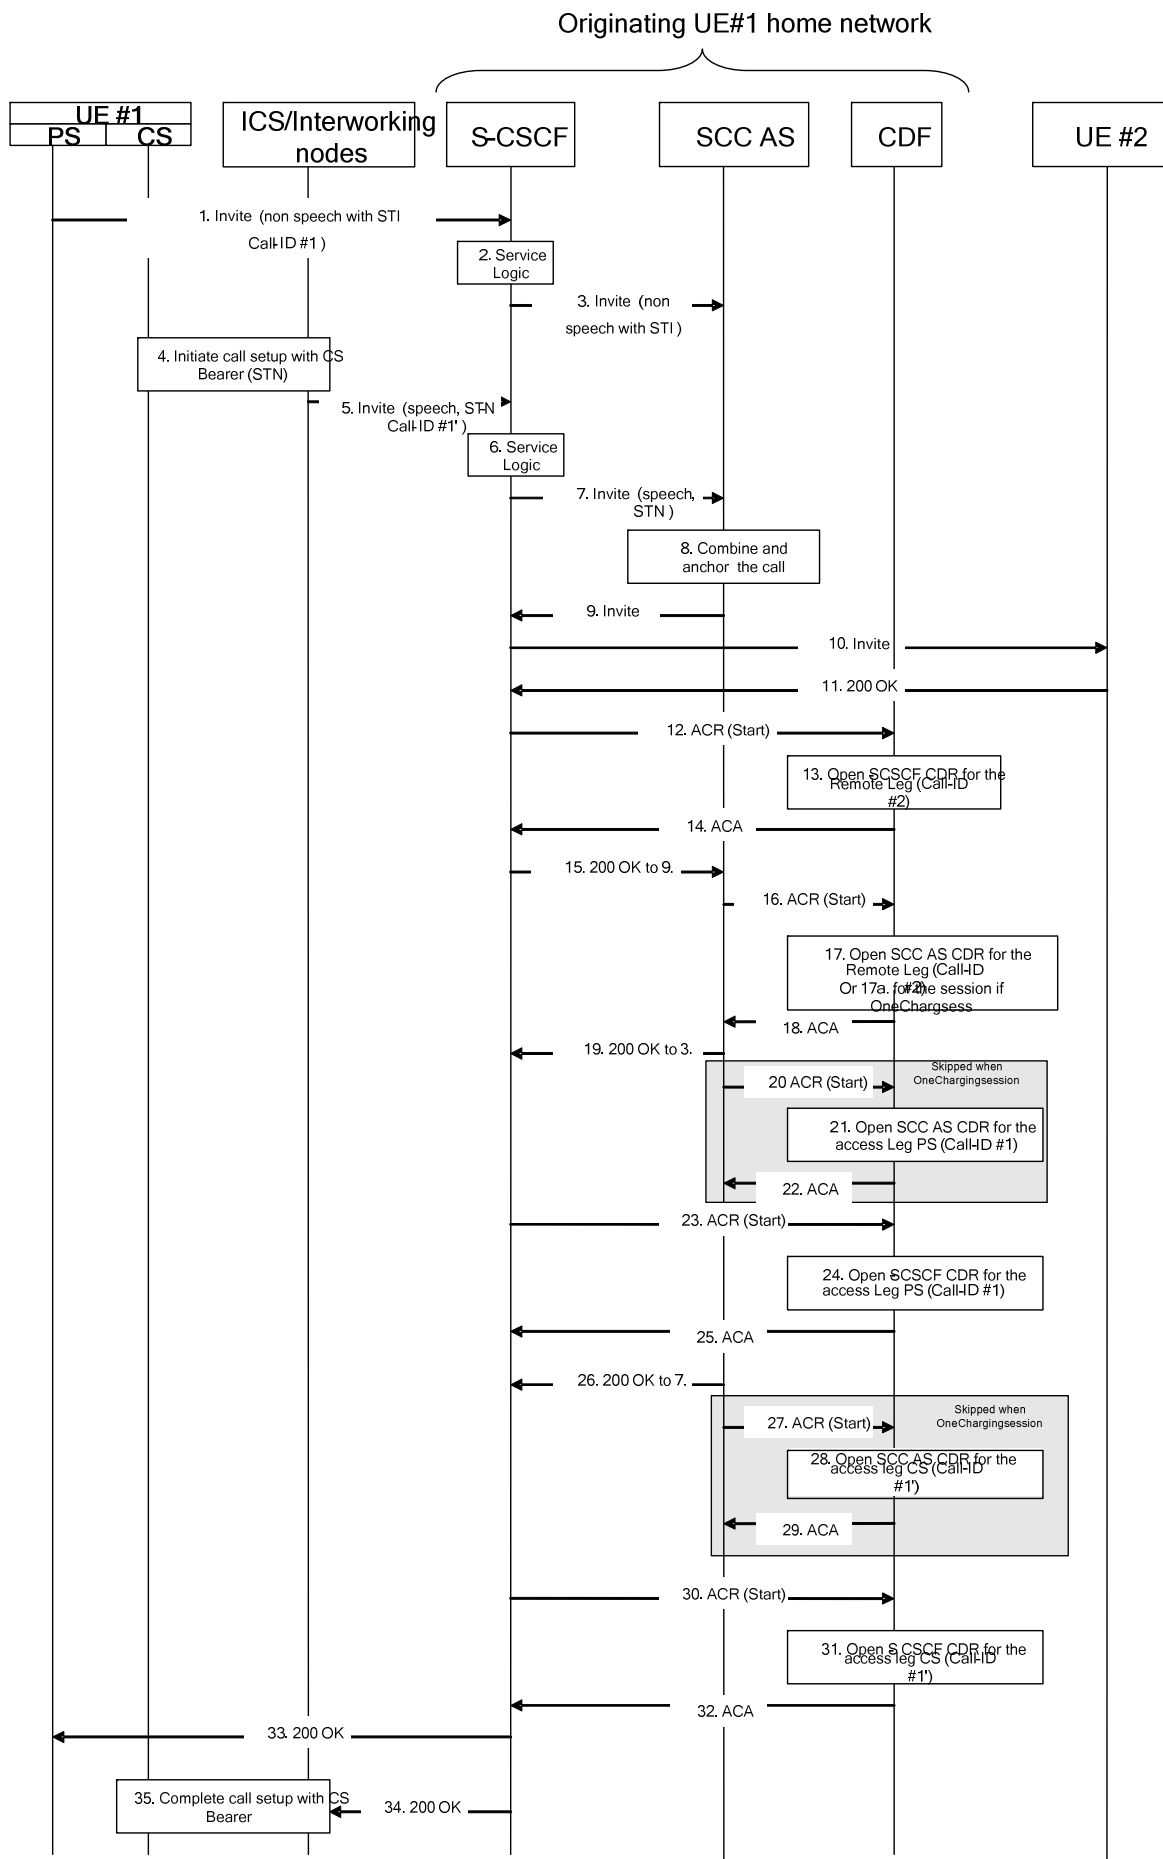 Originating UE#1 home network
UE #1
PS
CS
ICS/Interworking
nodes
S-CSCF
SCC AS
CDF
UE #2
1. Invite (non speech with STI
Call-ID #1 )
2. Service
Logic
3. Invite (non
speech with STI )
4. Initiate call setup with CS
Bearer (STN)
5. Invite (speech, STN
Call-ID #1' )
6. Service
Logic
7. Invite (speech,
STN )
8. Combine and
anchor the call
9. Invite
10. Invite
11. 200 OK
12. ACR (Start)
13. Open SCSCF CDR for the
Remote Leg (Call-ID
#2)
14. ACA
15. 200 OK to 9.
16. ACR (Start)
17. Open SCC AS CDR for the
Remote Leg (Call-ID
#2)
Or 17a. for the session if
OneChargsess
18. ACA
19. 200 OK to 3.
Skipped when
OneChargingsession
20 ACR (Start)
21. Open SCC AS CDR for the
access Leg PS (Call-ID #1)
22. ACA
23. ACR (Start)
24. Open SCSCF CDR for the
access Leg PS (Call-ID #1)
25. ACA
26. 200 OK to 7.
Skipped when
OneChargingsession
27. ACR (Start)
28. Open SCC AS CDR for the
access leg CS (Call-ID
#1')
29. ACA
30. ACR (Start)
31. Open S CSCF CDR for the
access leg CS (Call-ID
#1')
32. ACA
33. 200 OK
35. Complete call setup with CS
Bearer
34. 200 OK